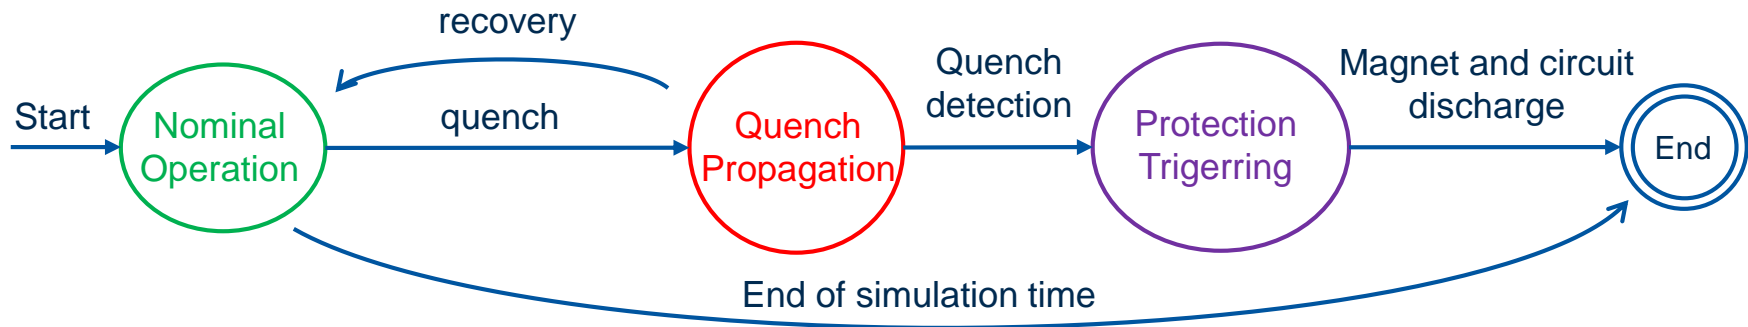 recovery
Start
Nominal
Operation
quench
Quench
Propagation
Quench
detection
Protection
Trigerring
Magnet and circuit
discharge
End
End of simulation time